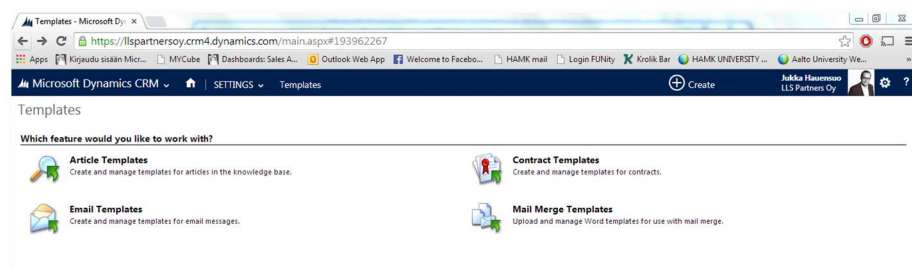 Templates - Microsoft Dy
https://llspartnersoy.crm4.dynamics.com/main.aspx#193962267
Apps Kirjaudu sisään Micr... MYCube Dashboards: Sales A... Outlook Web App Welcome to Facebo... HAMK mail Login FUNity Krolik Bar HAMK UNIVERSITY ... Aalto University We... »
Microsoft Dynamics CRM SETTINGS Templates Create Jukka Hauensuo
LLS Partners Oy ?
Templates
Which feature would you like to work with?
Article Templates
Create and manage templates for articles in the knowledge base.
Contract Templates
Create and manage templates for contracts.
Email Templates
Create and manage templates for email messages.
Mail Merge Templates
Upload and manage Word templates for use with mail merge.